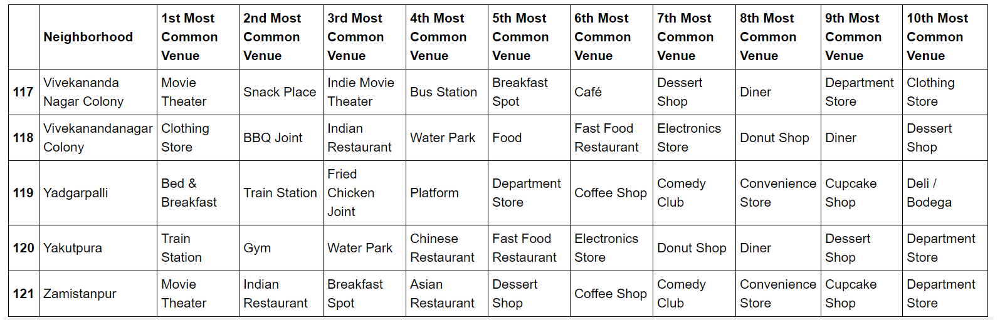 Neighborhood 1st Most Common Venue 2nd Most Common Venue 3rd Most Common Venue 4th Most Common Venue 5th Most Common Venue 6th Most Common Venue 7th Most Common Venue 8th Most Common Venue 9th Most Common Venue 10th Most Common Venue
117 Vivekananda Nagar Colony Movie Theater Snack Place Indie Movie Theater Bus Station Breakfast Spot Café Dessert Shop Diner Department Store Clothing Store
118 Vivekanandanagar Colony Clothing Store BBQ Joint Indian Restaurant Water Park Food Fast Food Restaurant Electronics Store Donut Shop Diner Dessert Shop
119 Yadgarpalli Bed & Breakfast Train Station Fried Chicken Joint Platform Department Store Coffee Shop Comedy Club Convenience Store Cupcake Shop Deli / Bodega
120 Yakutpura Train Station Gym Water Park Chinese Restaurant Fast Food Restaurant Electronics Store Donut Shop Diner Dessert Shop Department Store
121 Zamistanpur Movie Theater Indian Restaurant Breakfast Spot Asian Restaurant Dessert Shop Coffee Shop Comedy Club Convenience Store Cupcake Shop Department Store